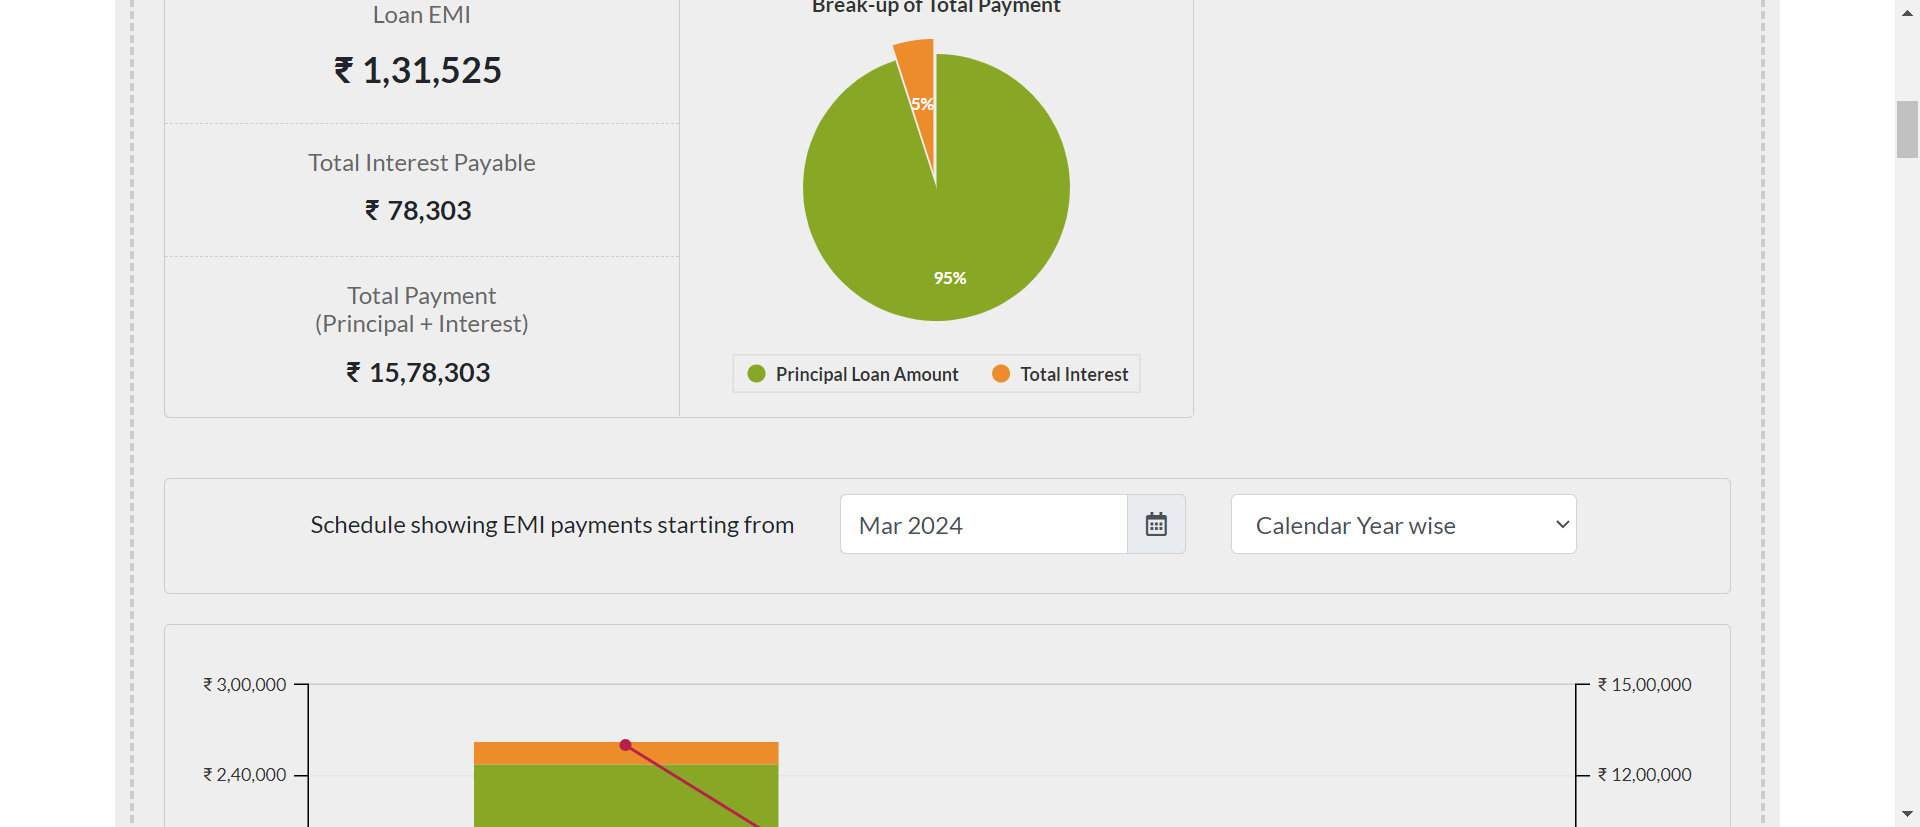 Loan EMI
₹ 1,31,525
Total Interest Payable
₹ 78,303
Total Payment
(Principal + Interest)
₹ 15,78,303
Break-up of Total Payment
5%
95%
Principal Loan Amount
Total Interest
Schedule showing EMI payments starting from
Mar 2024
Calendar Year wise
₹ 3,00,000
₹ 15,00,000
₹ 2,40,000
₹ 12,00,000